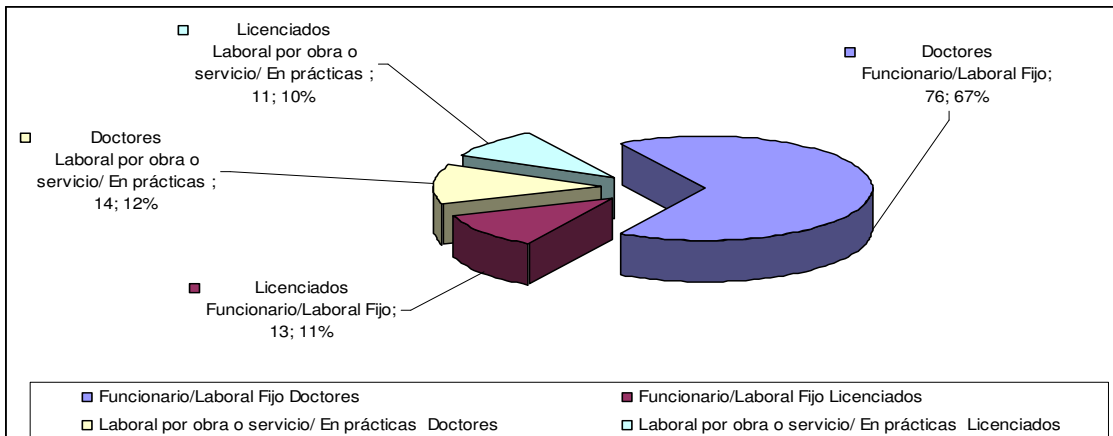 Licenciados
Laboral por obra o
servicio/ En prácticas ;
11; 10%
Doctores
Funcionario/Laboral Fijo;
76; 67%
Doctores
Laboral por obra o
servicio/ En prácticas ;
14; 12%
Licenciados
Funcionario/Laboral Fijo;
13; 11%
Funcionario/Laboral Fijo Doctores
Funcionario/Laboral Fijo Licenciados
Laboral por obra o servicio/ En prácticas Doctores
Laboral por obra o servicio/ En prácticas Licenciados